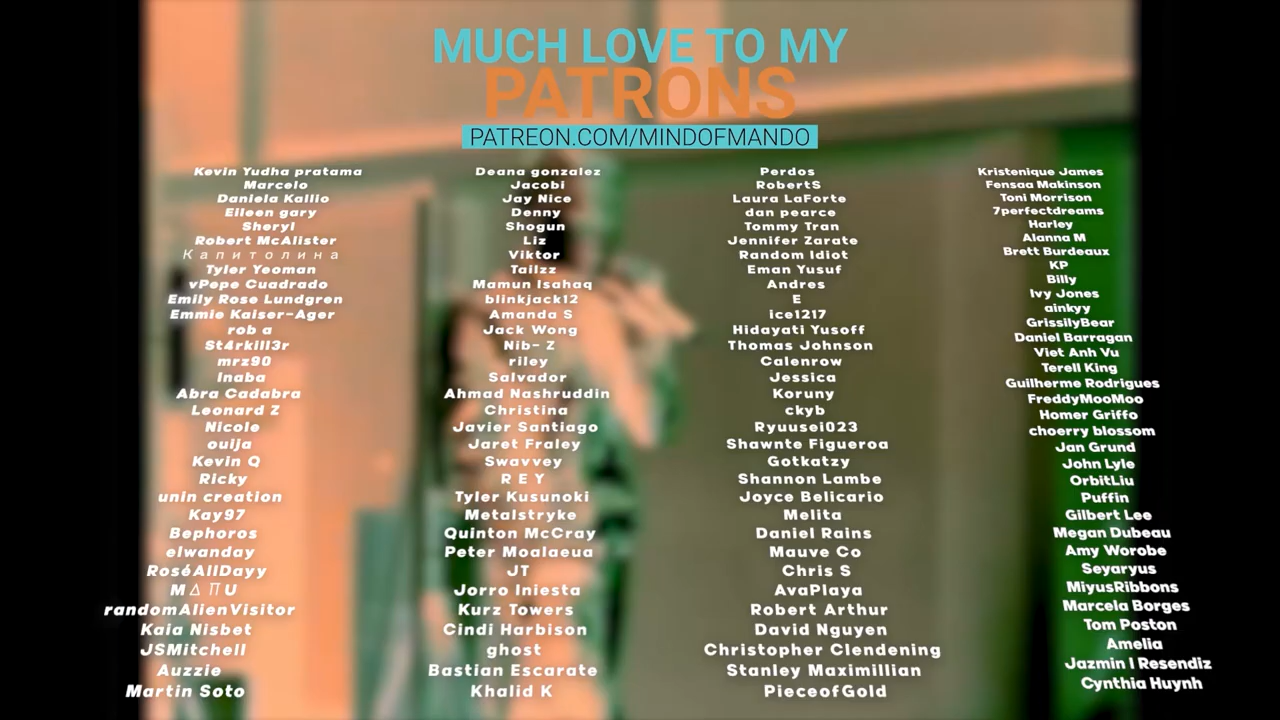 MUCH LOVE TO MY
PATRONS
PATREON.COM/MINDOFMANDO
Kevin Yudha pratama
Marcelo
Daniela Kallio
Eileen gary
Sheryl
Robert McAlister
Капитолина
Tyler Yeoman
vPepe Cuadrado
Emily Rose Lundgren
Emmie Kaiser-Ager
rob a
St4rkill3r
mrz90
Inaba
Abra Cadabra
Leonard Z
Nicole
ouija
Kevin Q
Ricky
unin creation
Kay97
Bephoros
elwanday
RoséAllDayy
M∆ΠU
randomAlienVisitor
Kaia Nisbet
JSMitchell
Auzzie
Martin Soto
Deana gonzalez
Jacobi
Jay Nice
Denny
Shogun
Liz
Viktor
Tailzz
Mamun Isahaq
blinkjack12
Amanda S
Jack Wong
Nib- Z
riley
Salvador
Ahmad Nashruddin
Christina
Javier Santiago
Jaret Fraley
Swavvey
R E Y
Tyler Kusunoki
Metalstryke
Quinton McCray
Peter Moalaeua
JT
Jorro Iniesta
Kurz Towers
Cindi Harbison
ghost
Bastian Escarate
Khalid K
Perdos
RobertS
Laura LaForte
dan pearce
Tommy Tran
Jennifer Zarate
Random Idiot
Eman Yusuf
Andres
E
ice1217
Hidayati Yusoff
Thomas Johnson
Calenrow
Jessica
Koruny
ckyb
Ryuusei023
Shawnte Figueroa
Gotkatzy
Shannon Lambe
Joyce Belicario
Melita
Daniel Rains
Mauve Co
Chris S
AvaPlaya
Robert Arthur
David Nguyen
Christopher Clendening
Stanley Maximillian
PieceofGold
Kristenique James
Fensaa Makinson
Toni Morrison
7perfectdreams
Harley
Alanna M
Brett Burdeaux
KP
Billy
Ivy Jones
ainkyy
GrissilyBear
Daniel Barragan
Viet Anh Vu
Terell King
Guilherme Rodrigues
FreddyMooMoo
Homer Griffo
choerry blossom
Jan Grund
John Lyle
OrbitLiu
Puffin
Gilbert Lee
Megan Dubeau
Amy Worobe
Seyaryus
MiyusRibbons
Marcela Borges
Tom Poston
Amelia
Jazmin I Resendiz
Cynthia Huynh